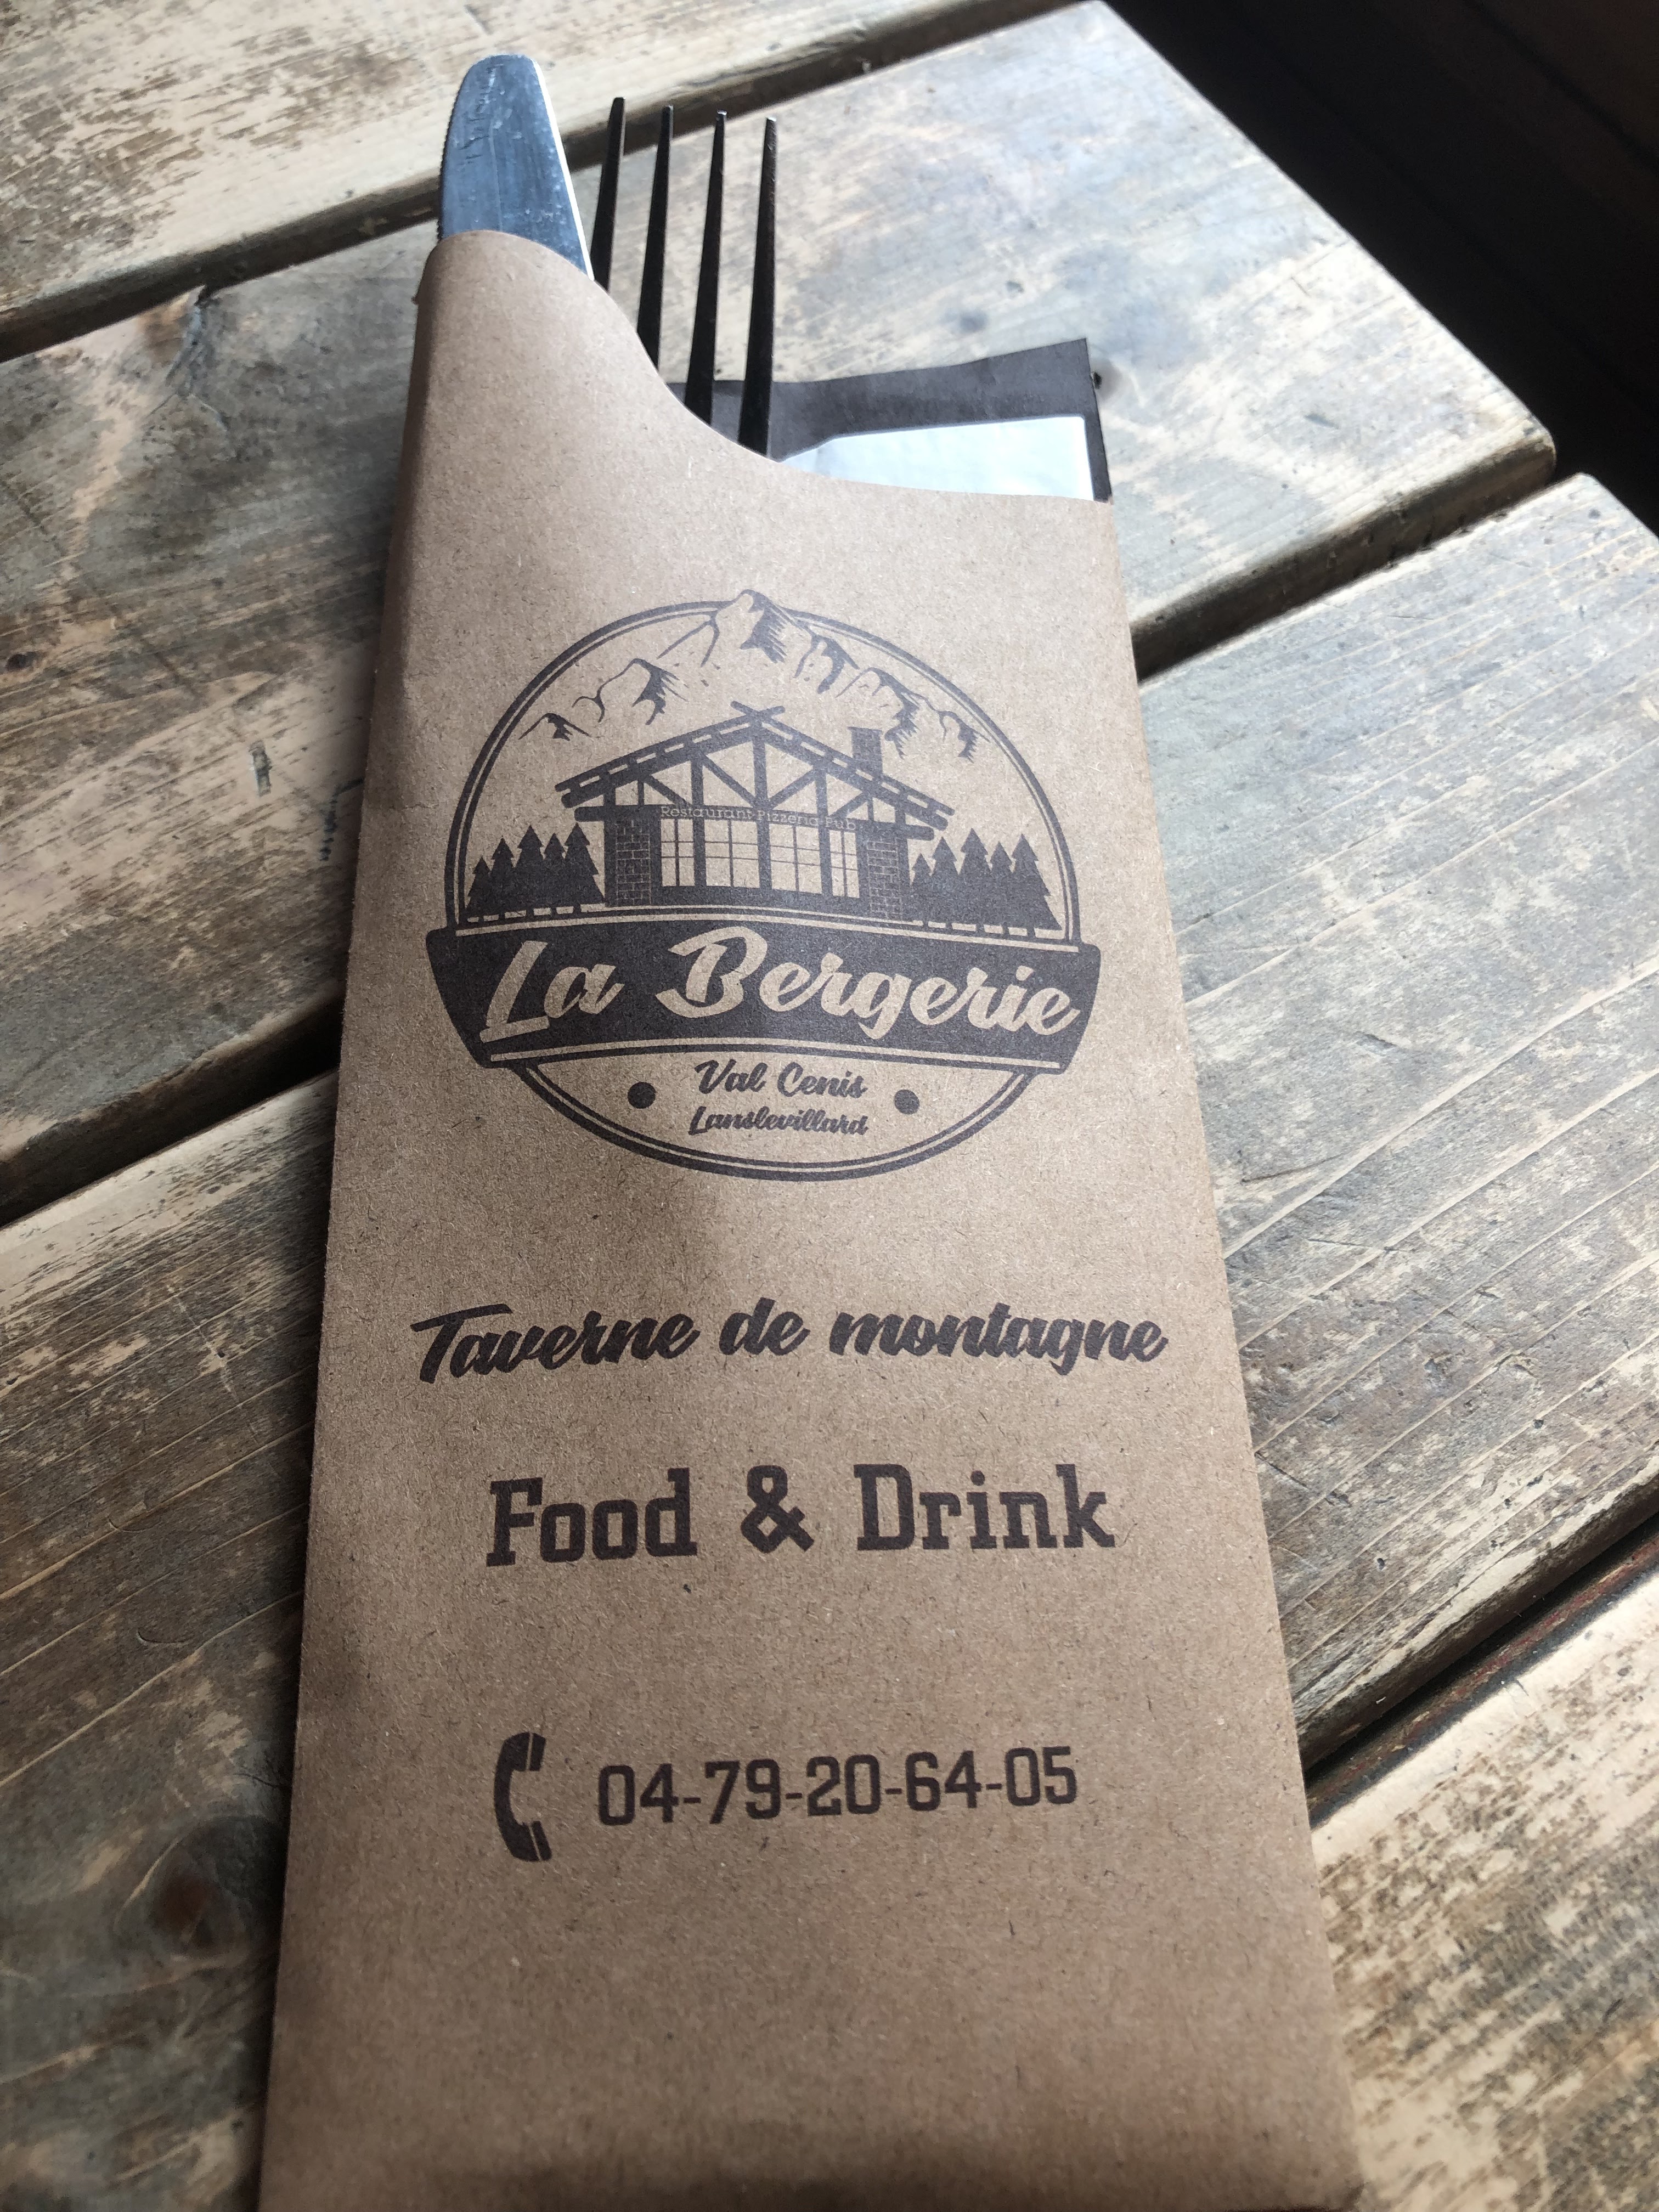 Restaurant-Pizzeria-Pub
La Bergerie
Val Cenis
Lanslevillard
Taverne de montagne
Food & Drink
04-79-20-64-05